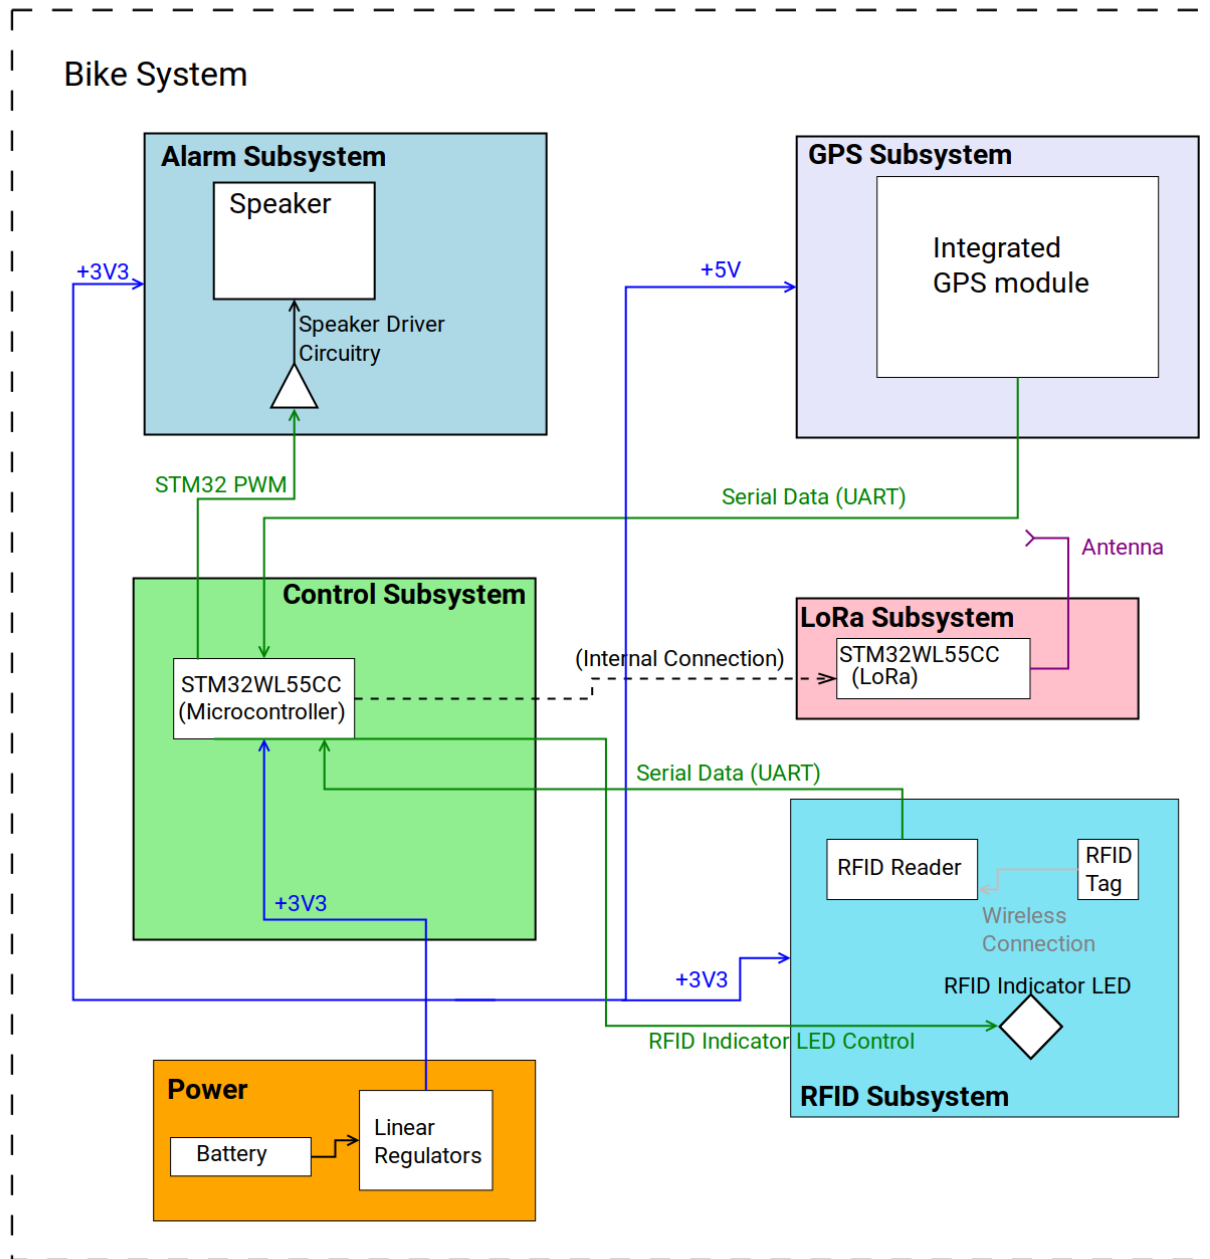 Bike System
Alarm Subsystem
Speaker
+3V3
Speaker Driver
Circuitry
STM32 PWM
GPS Subsystem
Integrated
GPS module
+5V
Serial Data (UART)
Antenna
Control Subsystem
STM32WL55CC
(Microcontroller)
(Internal Connection)
LoRa Subsystem
STM32WL55CC
(LoRa)
Serial Data (UART)
RFID Reader
RFID
Tag
Wireless
Connection
+3V3
+3V3
RFID Indicator LED
RFID Indicator LED Control
RFID Subsystem
Power
Battery
Linear
Regulators